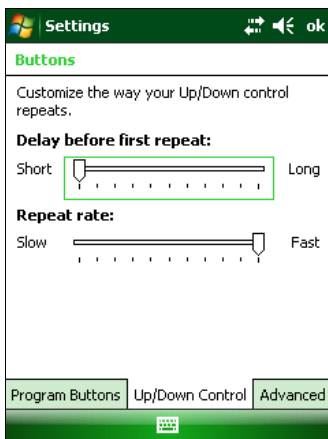 Settings ok
Buttons
Customize the way your Up/Down control
repeats.
Delay before first repeat:
Short Long
Repeat rate:
Slow Fast
Program Buttons Up/Down Control Advanced